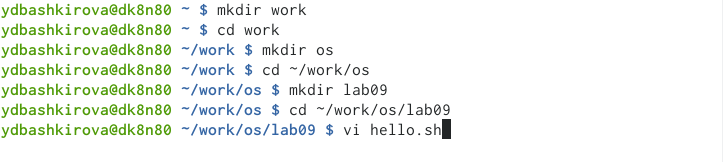 ydbashkirova@dk8n80 ~ $ mkdir work
ydbashkirova@dk8n80 ~ $ cd work
ydbashkirova@dk8n80 ~/work $ mkdir os
ydbashkirova@dk8n80 ~/work $ cd ~/work/os
ydbashkirova@dk8n80 ~/work/os $ mkdir lab09
ydbashkirova@dk8n80 ~/work/os $ cd ~/work/os/lab09
ydbashkirova@dk8n80 ~/work/os/lab09 $ vi hello.sh